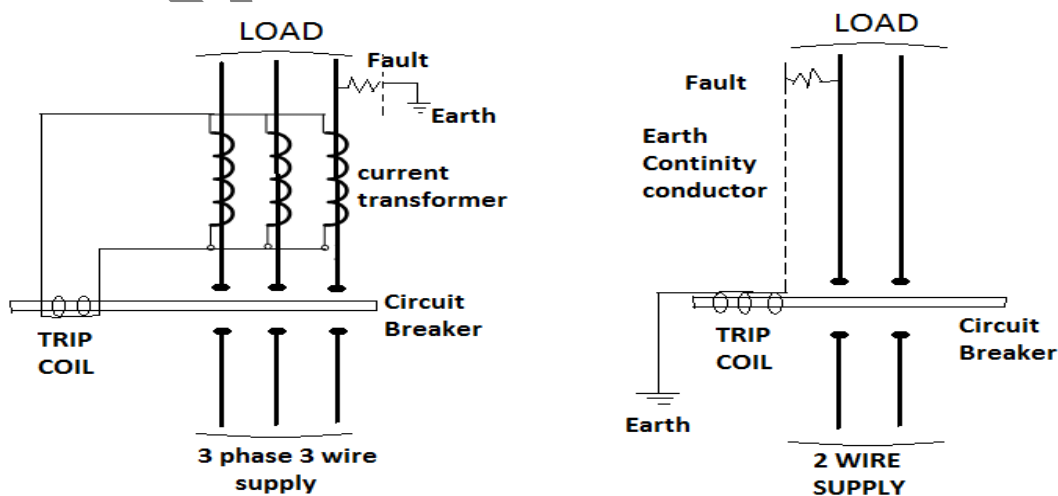 LOAD
Fault
Earth
current
transformer
Circuit
Breaker
TRIP
COIL
3 phase 3 wire
supply
LOAD
Fault
Earth
Continity
conductor
TRIP
COIL
Circuit
Breaker
Earth
2 WIRE
SUPPLY